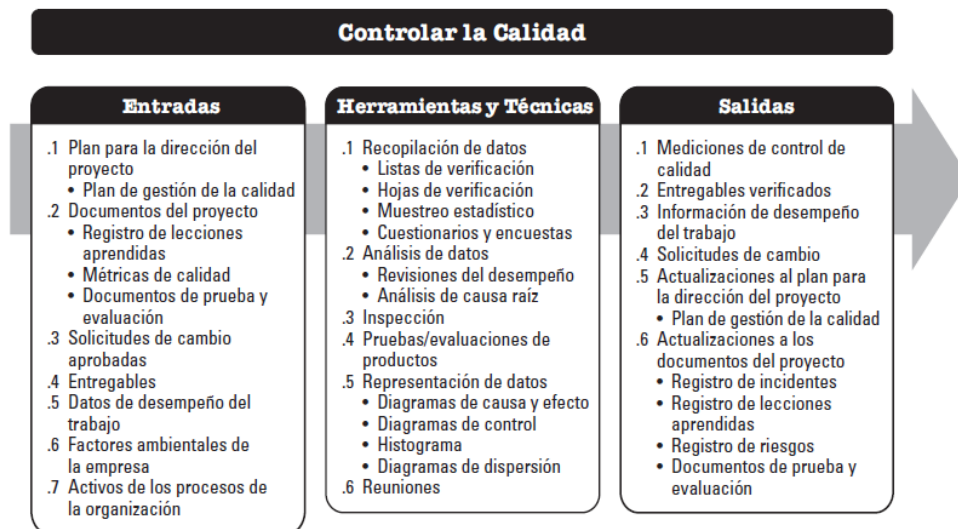 Controlar la Calidad
Entradas
.1 Plan para la dirección del
proyecto
• Plan de gestión de la calidad
.2 Documentos del proyecto
• Registro de lecciones
aprendidas
• Métricas de calidad
• Documentos de prueba y
evaluación
.3 Solicitudes de cambio
aprobadas
.4 Entregables
.5 Datos de desempeño del
trabajo
.6 Factores ambientales de
la empresa
.7 Activos de los procesos de
la organización
Herramientas y Técnicas
.1 Recopilación de datos
• Listas de verificación
• Hojas de verificación
• Muestreo estadístico
• Cuestionarios y encuestas
.2 Análisis de datos
• Revisiones del desempeño
• Análisis de causa raíz
.3 Inspección
.4 Pruebas/evaluaciones de
productos
.5 Representación de datos
• Diagramas de causa y efecto
• Diagramas de control
• Histograma
• Diagramas de dispersión
.6 Reuniones
Salidas
.1 Mediciones de control de
calidad
.2 Entregables verificados
.3 Información de desempeño
del trabajo
.4 Solicitudes de cambio
.5 Actualizaciones al plan para
la dirección del proyecto
• Plan de gestión de la calidad
.6 Actualizaciones a los
documentos del proyecto
• Registro de incidentes
• Registro de lecciones
aprendidas
• Registro de riesgos
• Documentos de prueba y
evaluación